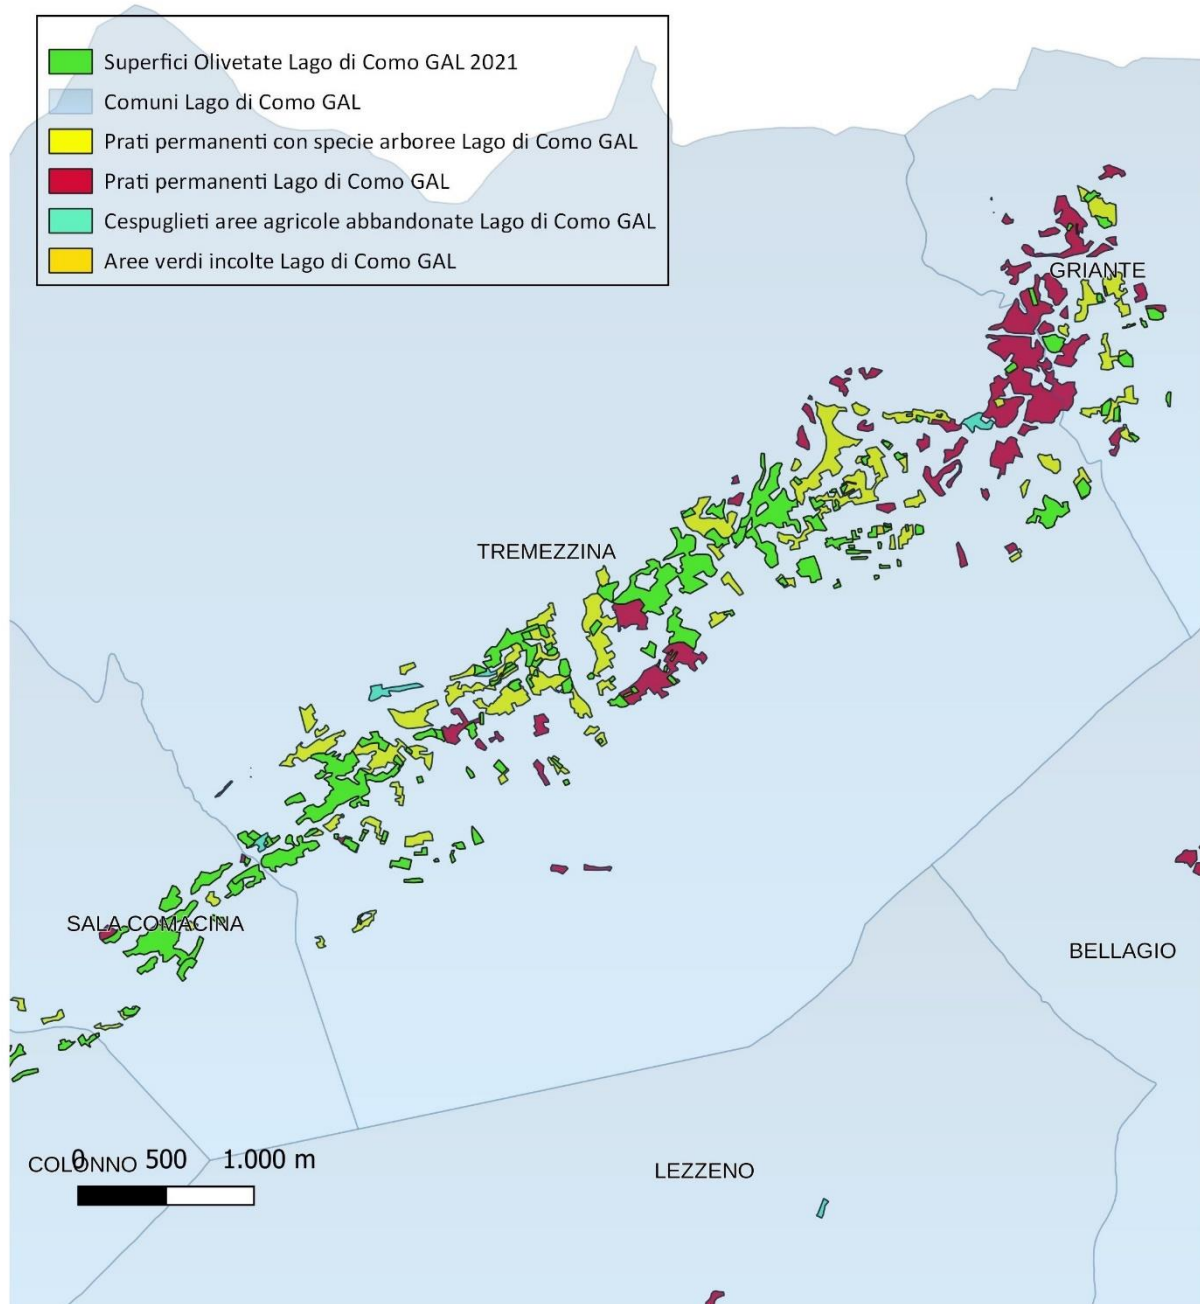 Superfici Olivetate Lago di Como GAL 2021
Comuni Lago di Como GAL
Prati permanenti con specie arboree Lago di Como GAL
Prati permanenti Lago di Como GAL
Cespuglieti aree agricole abbandonate Lago di Como GAL
Aree verdi incolte Lago di Como GAL
GRIANTE
TREMEZZINA
SALA COMACINA
BELLAGIO
COLONNO
0 500 1.000 m
LEZZENO